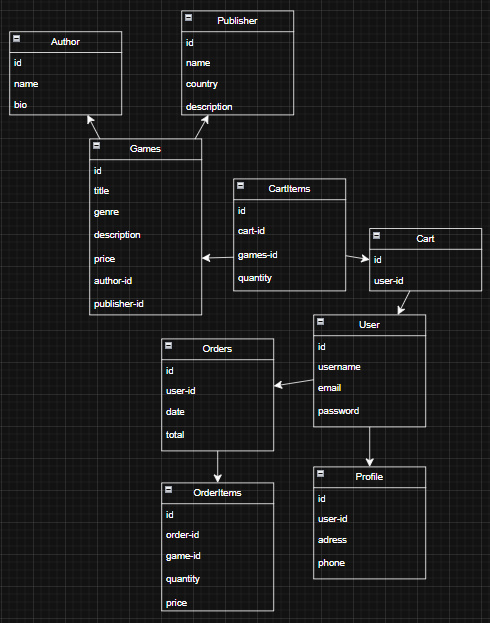 Publisher
id
name
country
description
Author
id
name
bio
Games
id
title
genre
description
price
author-id
publisher-id
CartItems
id
cart-id
games-id
quantity
Cart
id
user-id
User
id
username
email
password
Orders
id
user-id
date
total
Profile
id
user-id
adress
phone
OrderItems
id
order-id
game-id
quantity
price